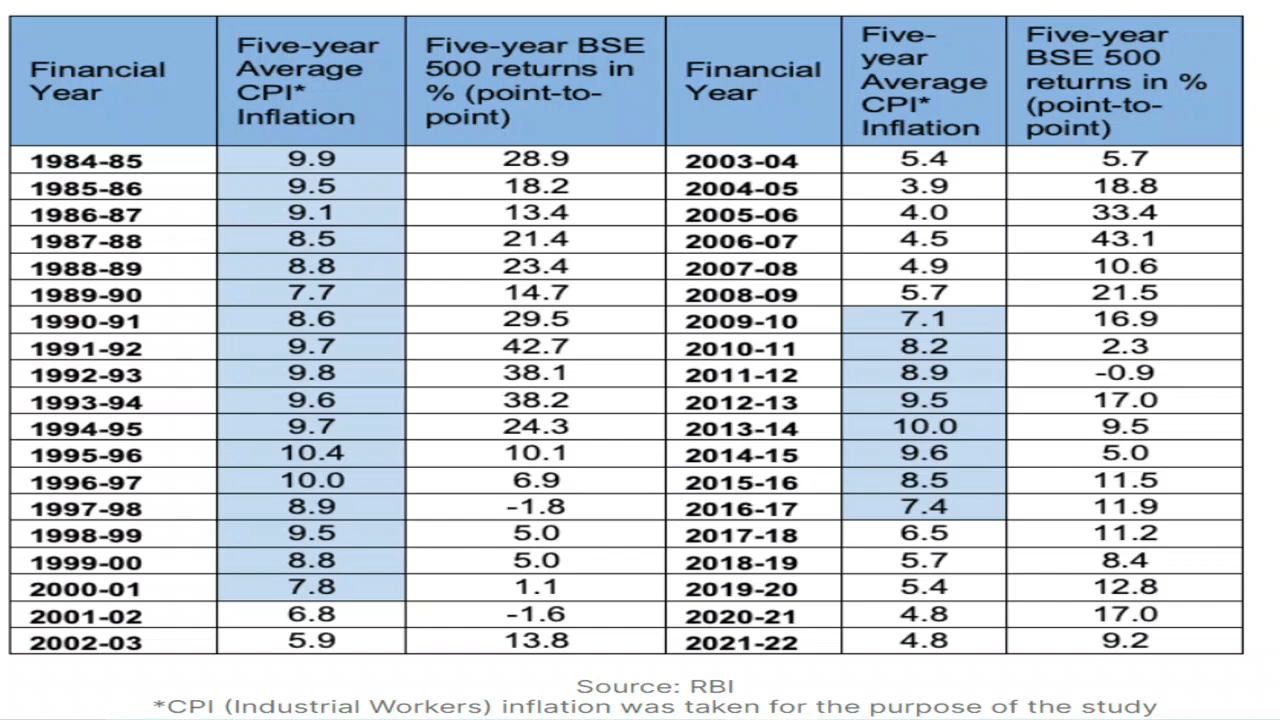 Financial Year
Five-year Average CPI* Inflation
Five-year BSE 500 returns in % (point-to-point)
Financial Year
Five-year Average CPI* Inflation
Five-year BSE 500 returns in % (point-to-point)
1984-85 9.9 28.9 2003-04 5.4 5.7
1985-86 9.5 18.2 2004-05 3.9 18.8
1986-87 9.1 13.4 2005-06 4.0 33.4
1987-88 8.5 21.4 2006-07 4.5 43.1
1988-89 8.8 23.4 2007-08 4.9 10.6
1989-90 7.7 14.7 2008-09 5.7 21.5
1990-91 8.6 29.5 2009-10 7.1 16.9
1991-92 9.7 42.7 2010-11 8.2 2.3
1992-93 9.8 38.1 2011-12 8.9 -0.9
1993-94 9.6 38.2 2012-13 9.5 17.0
1994-95 9.7 24.3 2013-14 10.0 9.5
1995-96 10.4 10.1 2014-15 9.6 5.0
1996-97 10.0 6.9 2015-16 8.5 11.5
1997-98 8.9 -1.8 2016-17 7.4 11.9
1998-99 9.5 5.0 2017-18 6.5 11.2
1999-00 8.8 5.0 2018-19 5.7 8.4
2000-01 7.8 1.1 2019-20 5.4 12.8
2001-02 6.8 -1.6 2020-21 4.8 17.0
2002-03 5.9 13.8 2021-22 4.8 9.2
Source: RBI
*CPI (Industrial Workers) inflation was taken for the purpose of the study